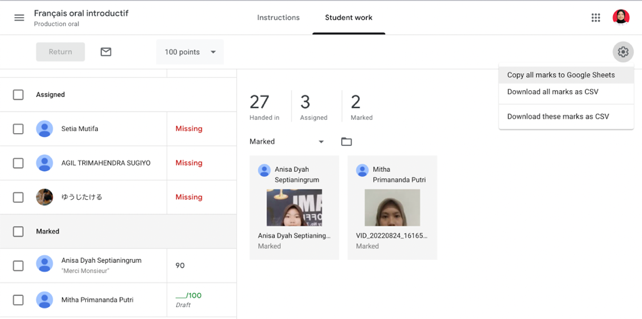 Français oral introductif
Production oral
Instructions
Student work
Return
100 points
Copy all marks to Google Sheets
Download all marks as CSV
Download these marks as CSV
Assigned
Setia Mutifa
Missing
AGIL TRIMAHENDRA SUGIYO
Missing
ゆうじたける
Missing
Marked
Anisa Dyah Septianingrum
"Merci Monsieur"
90
Mitha Primananda Putri
___/100
Draft
27
Handed in
3
Assigned
2
Marked
Marked
Anisa Dyah
Septianingrum
Anisa Dyah Septianing...
Marked
Mitha
Primananda Putri
VID_20220824_16165...
Marked